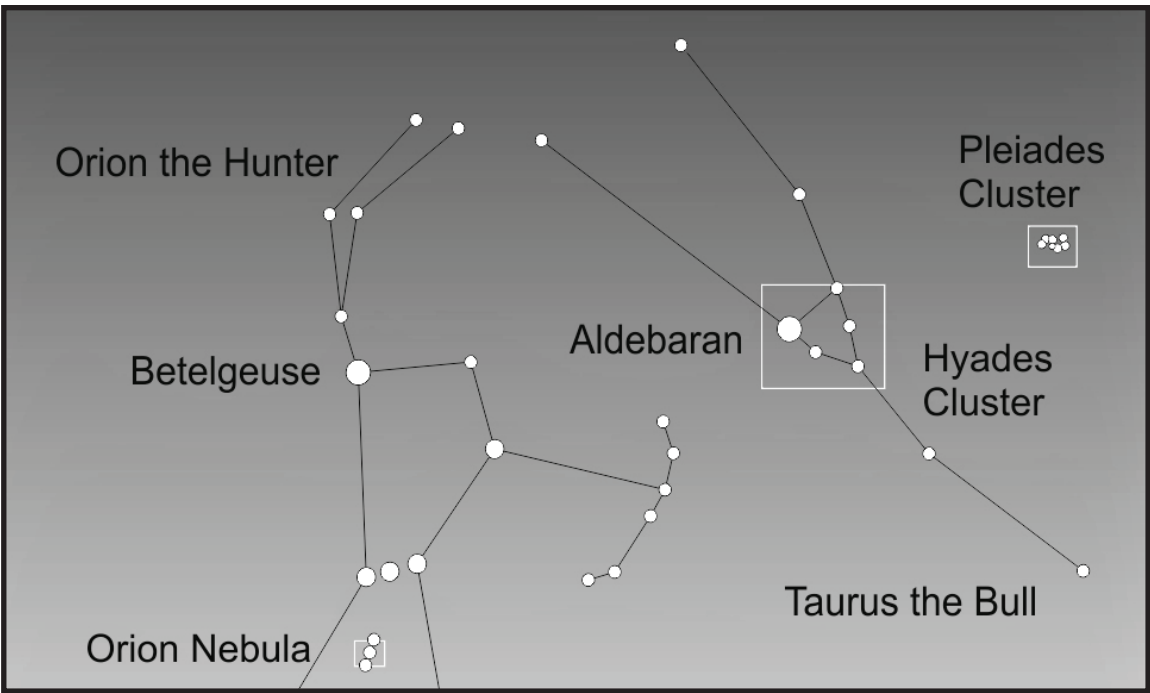 Orion the Hunter
Pleiades
Cluster
Aldebaran
Betelgeuse
Hyades
Cluster
Taurus the Bull
Orion Nebula